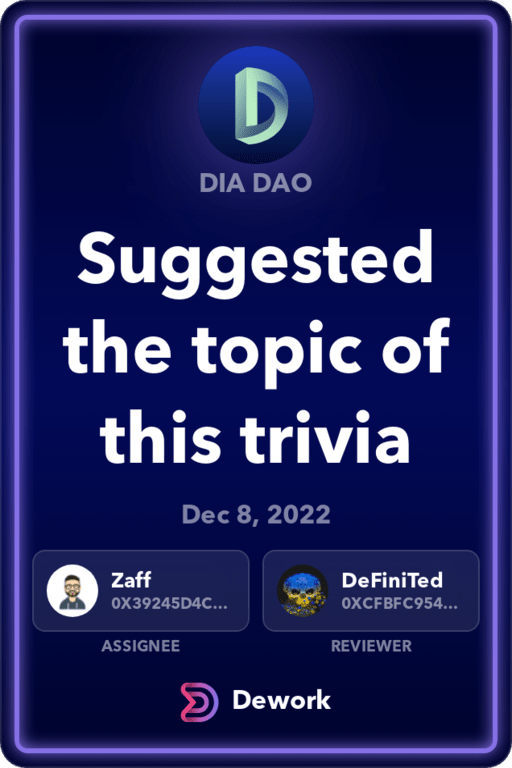 DIA DAO
Suggested
the topic of
this trivia
Dec 8, 2022
Zaff
0X39245D4C...
DeFiniTed
0XCFBFC954...
ASSIGNEE
REVIEWER
Dework